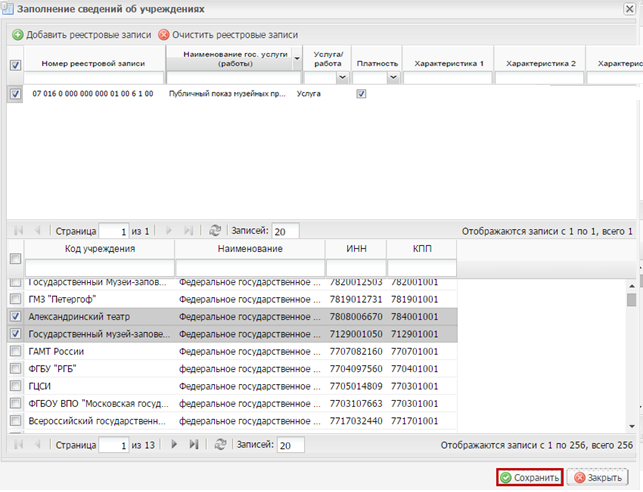 Заполнение сведений об учреждениях
Добавить реестровые записи Очистить реестровые записи
Номер реестровой записи Наименование гос. услуги (работы) Услуга/работа Платность Характеристика 1 Характеристика 2 Характерис
07 016 0 000 000 000 01 00 6 1 00 Публичный показ музейных пр... Услуга
Страница 1 из 1 Записей: 20 Отображаются записи с 1 по 1, всего 1
Код учреждения Наименование ИНН КПП
Государственный Музей-запов... Федеральное государственное ... 7820012503 782001001
ГМЗ "Петергоф" Федеральное государственное ... 7819012731 781901001
Александринский театр Федеральное государственное ... 7808006670 784001001
Государственный музей-запове... Федеральное государственное ... 7129001050 712901001
ГАМТ России Федеральное государственное ... 7707082160 770701001
ФГБУ "РГБ" Федеральное государственное ... 7704097560 770401001
ГЦСИ Федеральное государственное ... 7705014809 770301001
ФГБОУ ВПО "Московская госуд... Федеральное государственное ... 7703107663 770301001
Всероссийский государственн... Федеральное государственное ... 7717032440 771701001
Страница 1 из 13 Записей: 20 Отображаются записи с 1 по 256, всего 256
Сохранить Закрыть